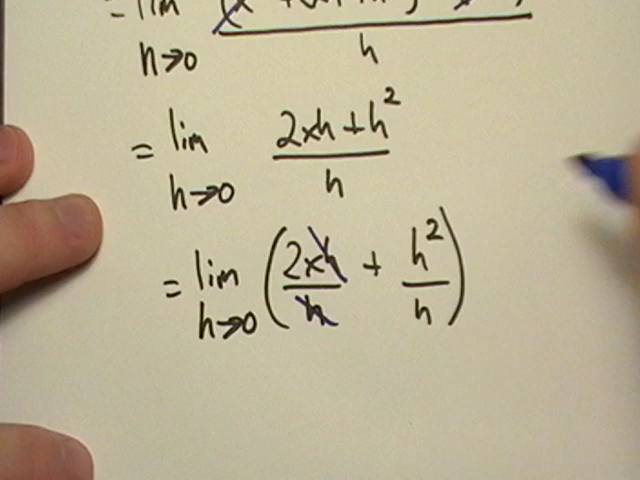 = lim
h→0 h
= lim 2xh + h²
h→0 h
= lim (2xh + h²)
h→0 h h